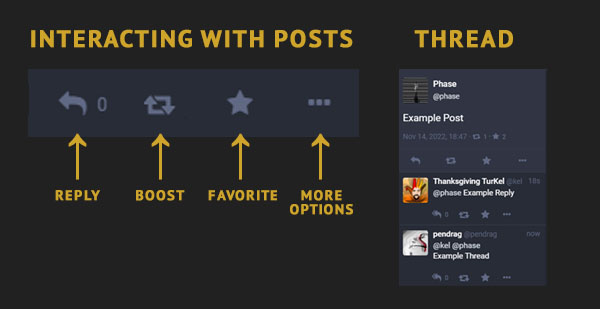 INTERACTING WITH POSTS
0
REPLY
BOOST
FAVORITE
MORE
OPTIONS
THREAD
Phase
@phase
Example Post
Nov 14, 2022, 18:47 · 1 · 2
Thanksgiving TurKel @kel · 18s
@phase Example Reply
0
pendrag @pendrag now
@kel @phase
Example Thread
0